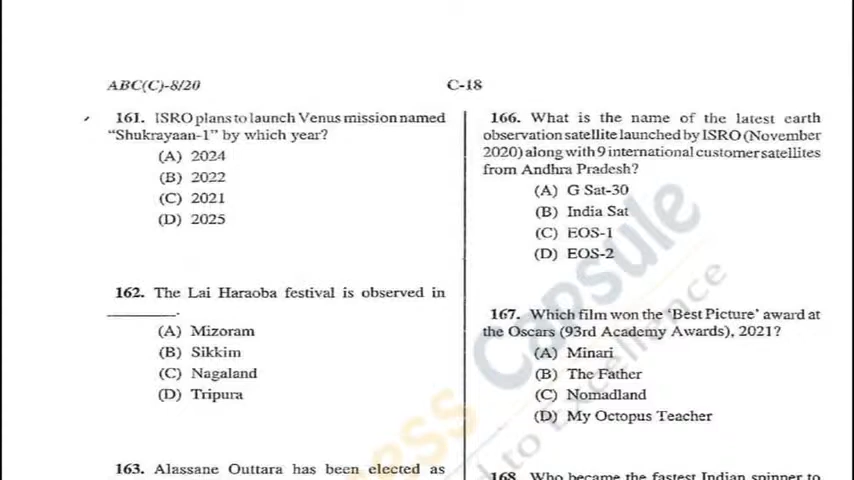 ABC(C)-8/20
C-18
161. ISRO plans to launch Venus mission named
“Shukrayaan-1” by which year?
(A) 2024
(B) 2022
(C) 2021
(D) 2025
162. The Lai Haraoba festival is observed in
________.
(A) Mizoram
(B) Sikkim
(C) Nagaland
(D) Tripura
163. Alassane Outtara has been elected as
166. What is the name of the latest earth
observation satellite launched by ISRO (November
2020) along with 9 international customer satellites
from Andhra Pradesh?
(A) G Sat-30
(B) India Sat
(C) EOS-1
(D) EOS-2
167. Which film won the ‘Best Picture’ award at
the Oscars (93rd Academy Awards), 2021?
(A) Minari
(B) The Father
(C) Nomadland
(D) My Octopus Teacher
168. Who became the fastest Indian spinner to
Capsule
to Excellence